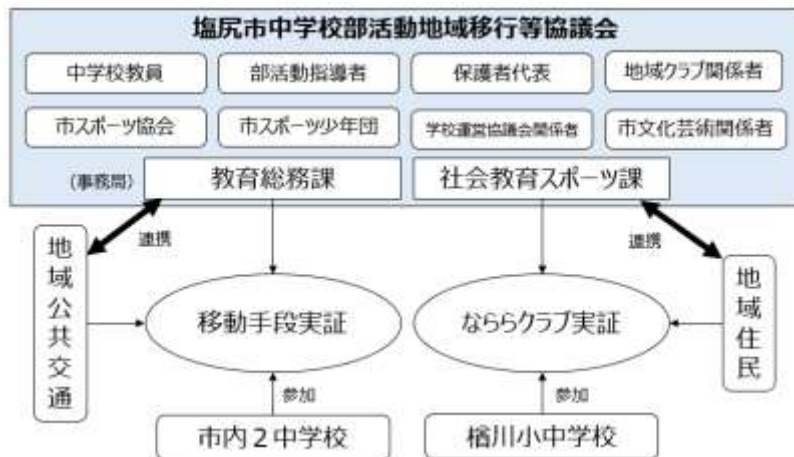 塩尻市中学校部活動地域移行等協議会
中学校教員
部活動指導者
保護者代表
地域クラブ関係者
市スポーツ協会
市スポーツ少年団
学校運営協議会関係者
市文化芸術関係者
(事務局)
教育総務課
社会教育スポーツ課
連携
連携
地域公共交通
移動手段実証
なららクラブ実証
地域住民
参加
参加
市内2中学校
楢川小中学校